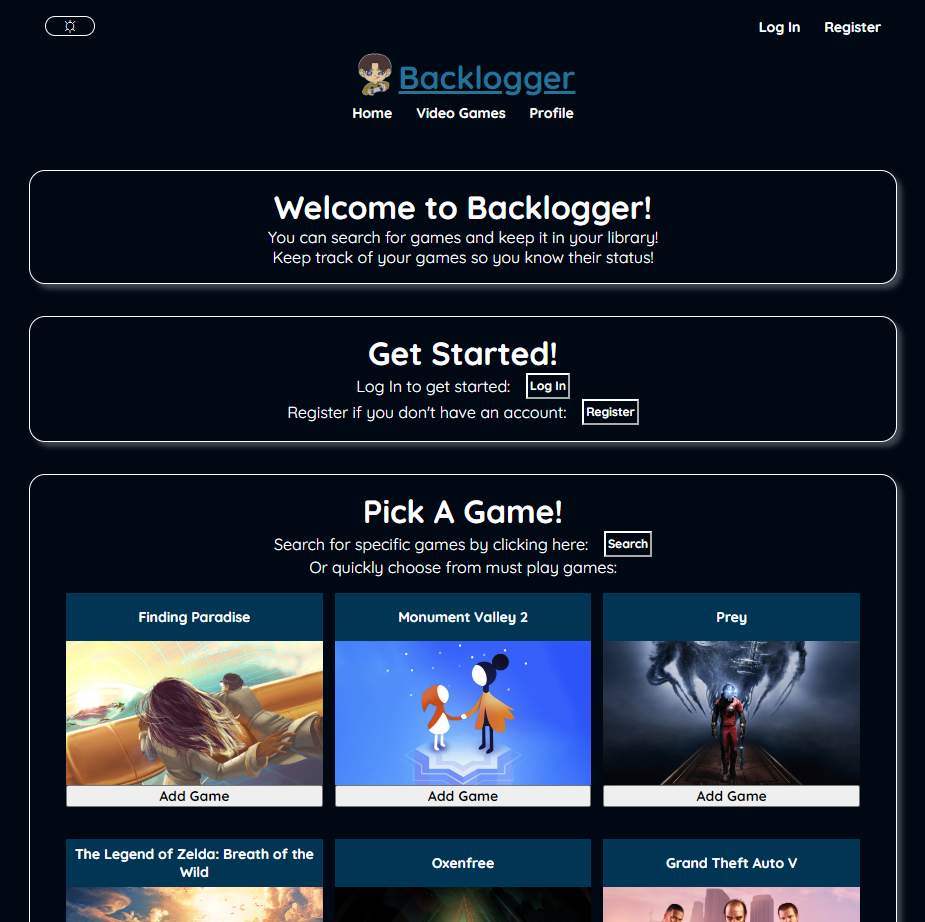 Log In Register
Backlogger
Home Video Games Profile
Welcome to Backlogger!
You can search for games and keep it in your library!
Keep track of your games so you know their status!
Get Started!
Log In to get started: Log In
Register if you don't have an account: Register
Pick A Game!
Search for specific games by clicking here: Search
Or quickly choose from must play games:
Finding Paradise Monument Valley 2 Prey
Add Game Add Game Add Game
The Legend of Zelda: Breath of the
Wild
Oxenfree
Grand Theft Auto V